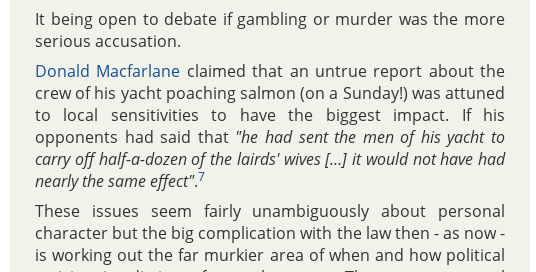 It being open to debate if gambling or murder was the more
serious accusation.
Donald Macfarlane claimed that an untrue report about the
crew of his yacht poaching salmon (on a Sunday!) was attuned
to local sensitivities to have the biggest impact. If his
opponents had said that "he had sent the men of his yacht to
carry off half-a-dozen of the lairds' wives [...] it would not have had
nearly the same effect".7
These issues seem fairly unambiguously about personal
character but the big complication with the law then - as now -
is working out the far murkier area of when and how political